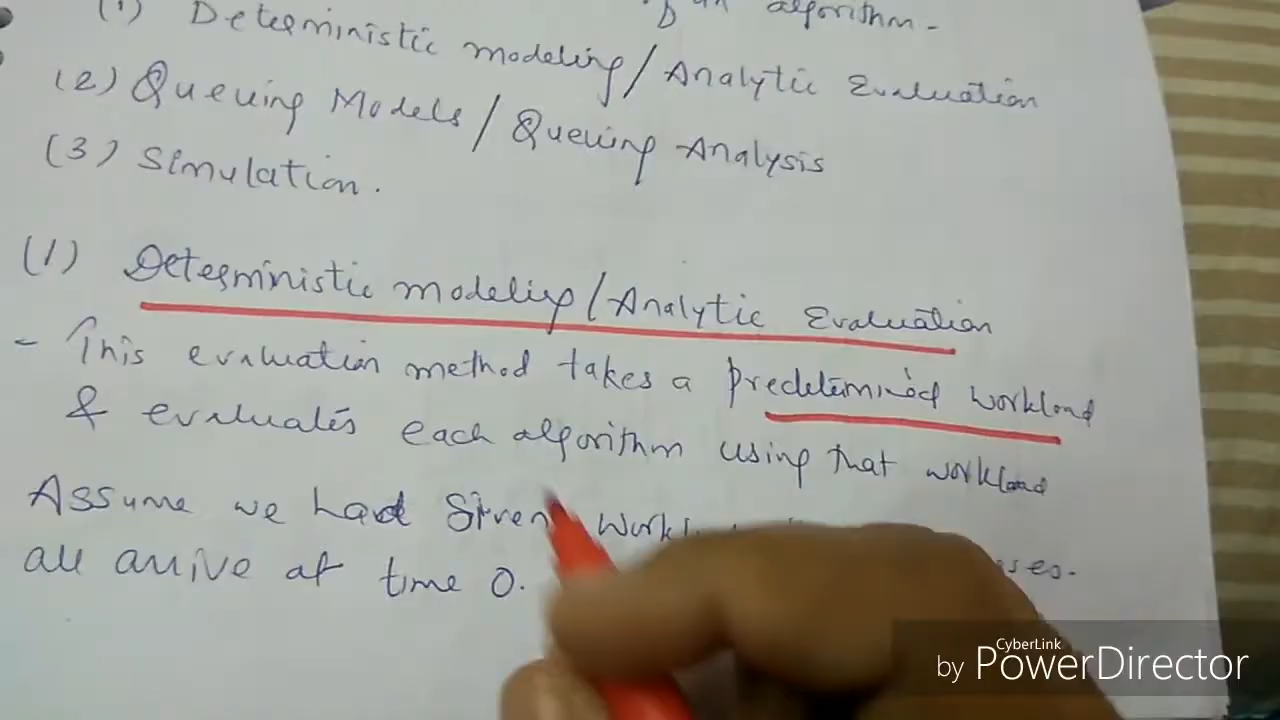 (1) Deterministic modeling / Analytic Evaluation
algorithm -
(2) Queuing Models / Queuing Analysis
(3) Simulation.
(1) Deterministic modeling / Analytic Evaluation
- This evaluation method takes a predetermined workload
& evaluates each algorithm using that workload
Assume we had given
all arrive at time 0.
CyberLink
by PowerDirector